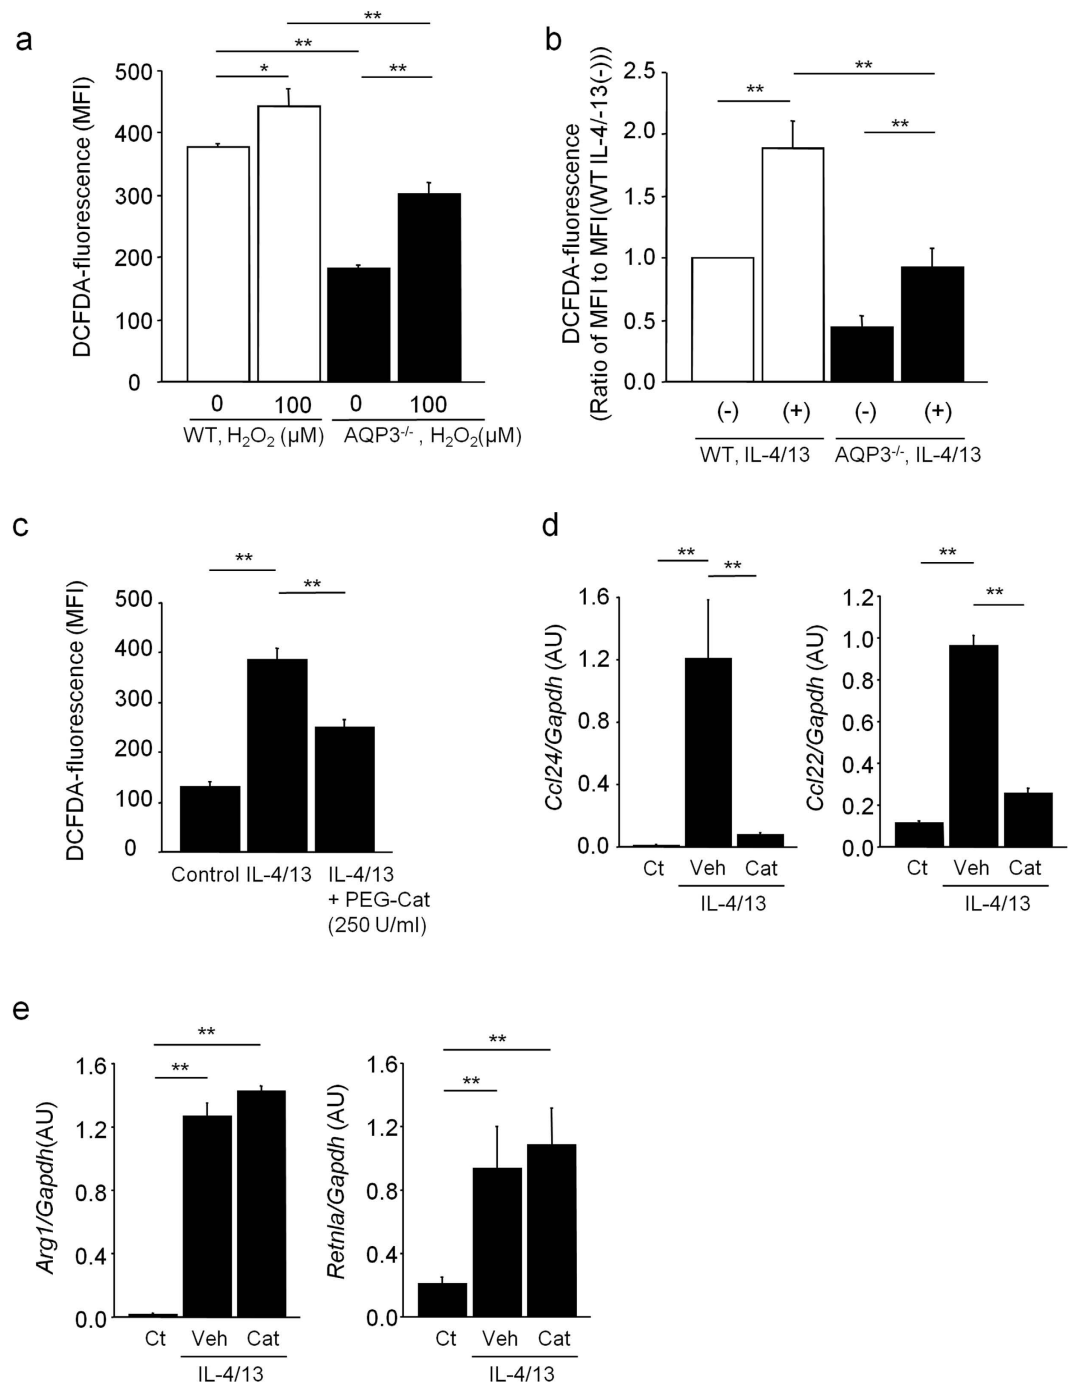 a
DCFDA-fluorescence (MFI)
500
400
300
200
100
0
**
**
*
**
0 100 0 100
WT, H₂O₂ (μM) AQP3⁻/⁻ , H₂O₂(μM)
b
DCFDA-fluorescence
(Ratio of MFI to MFI(WT IL-4/-13(-)))
2.5
2.0
1.5
1.0
0.5
0.0
**
**
**
(-) (+) (-) (+)
WT, IL-4/13 AQP3⁻/⁻, IL-4/13
c
DCFDA-fluorescence (MFI)
500
400
300
200
100
0
**
**
Control IL-4/13 IL-4/13
+ PEG-Cat
(250 U/ml)
d
Ccl24/Gapdh (AU)
1.6
1.2
0.8
0.4
0.0
**
**
Ct Veh Cat
IL-4/13
Ccl22/Gapdh (AU)
1.2
1.0
0.8
0.6
0.4
0.2
0.0
**
**
Ct Veh Cat
IL-4/13
e
Arg1/Gapdh(AU)
1.6
1.2
0.8
0.4
0.0
**
**
Ct Veh Cat
IL-4/13
Retnla/Gapdh (AU)
1.6
1.2
0.8
0.4
0.0
**
**
Ct Veh Cat
IL-4/13